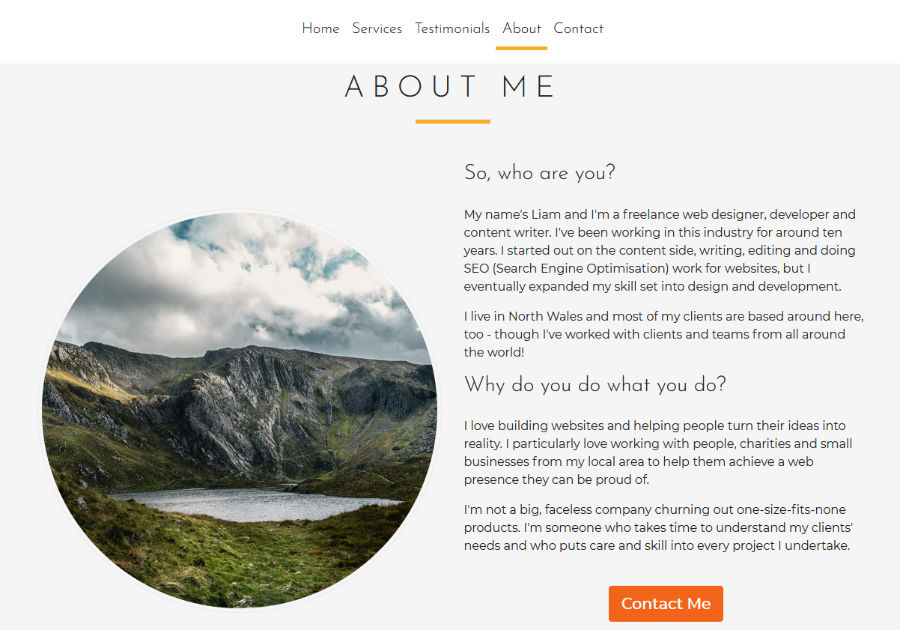 Home Services Testimonials About Contact
ABOUT ME
So, who are you?
My name's Liam and I'm a freelance web designer, developer and
content writer. I've been working in this industry for around ten
years. I started out on the content side, writing, editing and doing
SEO (Search Engine Optimisation) work for websites, but I
eventually expanded my skill set into design and development.
I live in North Wales and most of my clients are based around here,
too - though I've worked with clients and teams from all around
the world!
Why do you do what you do?
I love building websites and helping people turn their ideas into
reality. I particularly love working with people, charities and small
businesses from my local area to help them achieve a web
presence they can be proud of.
I'm not a big, faceless company churning out one-size-fits-none
products. I'm someone who takes time to understand my clients'
needs and who puts care and skill into every project I undertake.
Contact Me